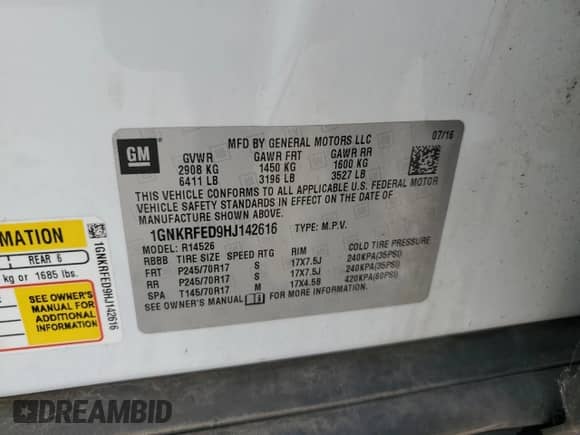 GM
MFD BY GENERAL MOTORS LLC 07/16
GVWR GAWR FRT GAWR RR
2908 KG 1450 KG 1600 KG
6411 LB 3196 LB 3527 LB
THIS VEHICLE CONFORMS TO ALL APPLICABLE U.S. FEDERAL MOTOR
VEHICLE SAFETY STANDARDS IN EFFECT ON THE DATE OF
MANUFACTURE SHOWN ABOVE.
1GNKRFED9HJ142616 TYPE: M.P.V.
MODEL: R14526
RBBB TIRE SIZE SPEED RTG RIM COLD TIRE PRESSURE
FRT P245/70R17 S 17X7.5J 240KPA(35PSI)
RR P245/70R17 S 17X7.5J 240KPA(35PSI)
SPA T145/70R17 M 17X4.5B 420KPA(60PSI)
SEE OWNER'S MANUAL FOR MORE INFORMATION.
MATION
REAR 6
kg or 1685 lbs.
SEE OWNER'S
MANUAL FOR
ADDITIONAL
INFORMATION
1GNKRFED9HJ142616
DREAMBID